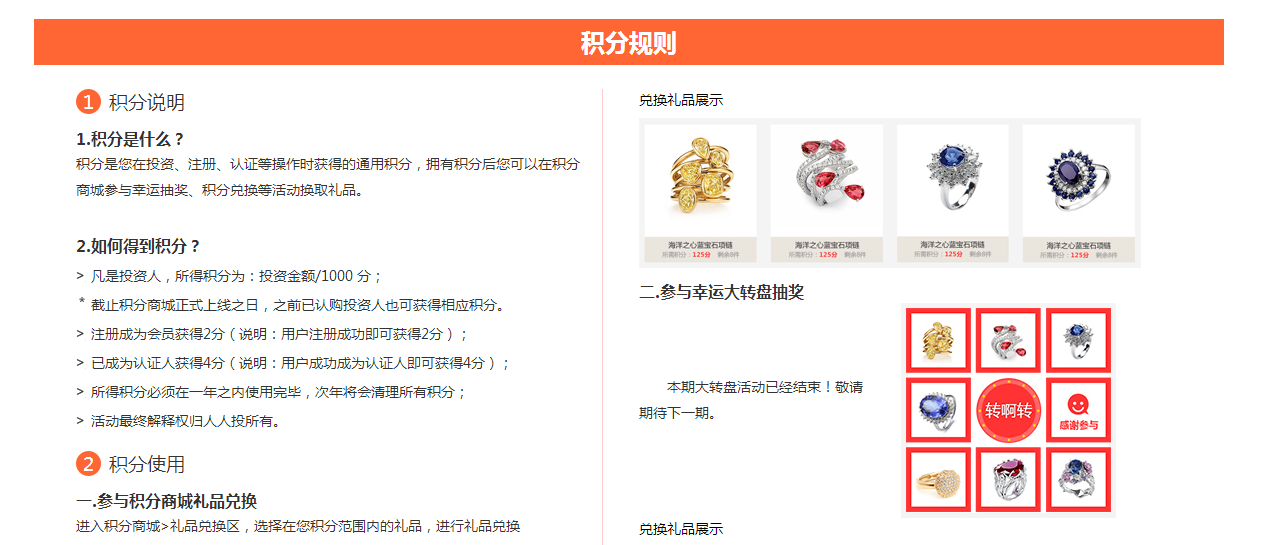 积分规则
1 积分说明
1.积分是什么？
积分是您在投资、注册、认证等操作时获得的通用积分，拥有积分后您可以在积分
商城参与幸运抽奖、积分兑换等活动换取礼品。
2.如何得到积分？
> 凡是投资人，所得积分为：投资金额/1000 分；
* 截止积分商城正式上线之日，之前已认购投资人也可获得相应积分。
> 注册成为会员获得2分（说明：用户注册成功即可获得2分）；
> 已成为认证人获得4分（说明：用户成功成为认证人即可获得4分）；
> 所得积分必须在一年之内使用完毕，次年将会清理所有积分；
> 活动最终解释权归人人投所有。
2 积分使用
一.参与积分商城礼品兑换
进入积分商城>礼品兑换区，选择在您积分范围内的礼品，进行礼品兑换
兑换礼品展示
海洋之心蓝宝石项链
所需积分：125分 剩余8件
海洋之心蓝宝石项链
所需积分：125分 剩余8件
海洋之心蓝宝石项链
所需积分：125分 剩余8件
海洋之心蓝宝石项链
所需积分：125分 剩余8件
二.参与幸运大转盘抽奖
本期大转盘活动已经结束！敬请
期待下一期。
转啊转
感谢参与
兑换礼品展示